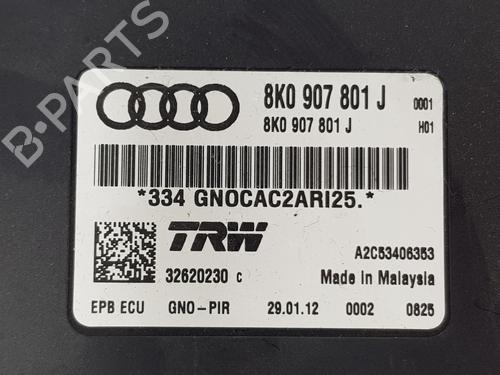 B-PARTS
8K0 907 801 J 0001
8K0 907 801 J H01
*334 GNOCAC2ARI25.*
TRW A2C53406353
32620230 C Made in Malaysia
EPB ECU GNO-PIR 29.01.12 0002 0825